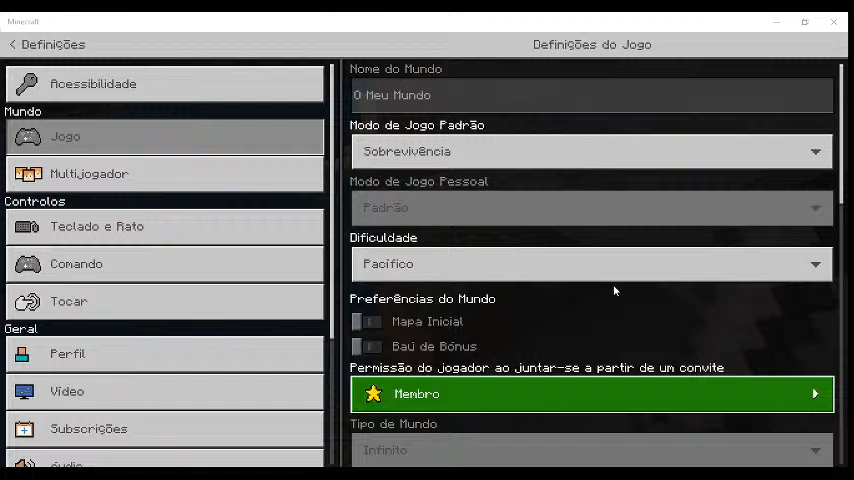 Minecraft
Definições
Definições do Jogo
Acessibilidade
Mundo
Jogo
Multijogador
Controlos
Teclado e Rato
Comando
Tocar
Geral
Perfil
Vídeo
Subscrições
Áudio
Nome do Mundo
O Meu Mundo
Modo de Jogo Padrão
Sobrevivência
Modo de Jogo Pessoal
Padrão
Dificuldade
Pacífico
Preferências do Mundo
Mapa Inicial
Baú de Bónus
Permissão do jogador ao juntar-se a partir de um convite
Membro
Tipo de Mundo
Infinito